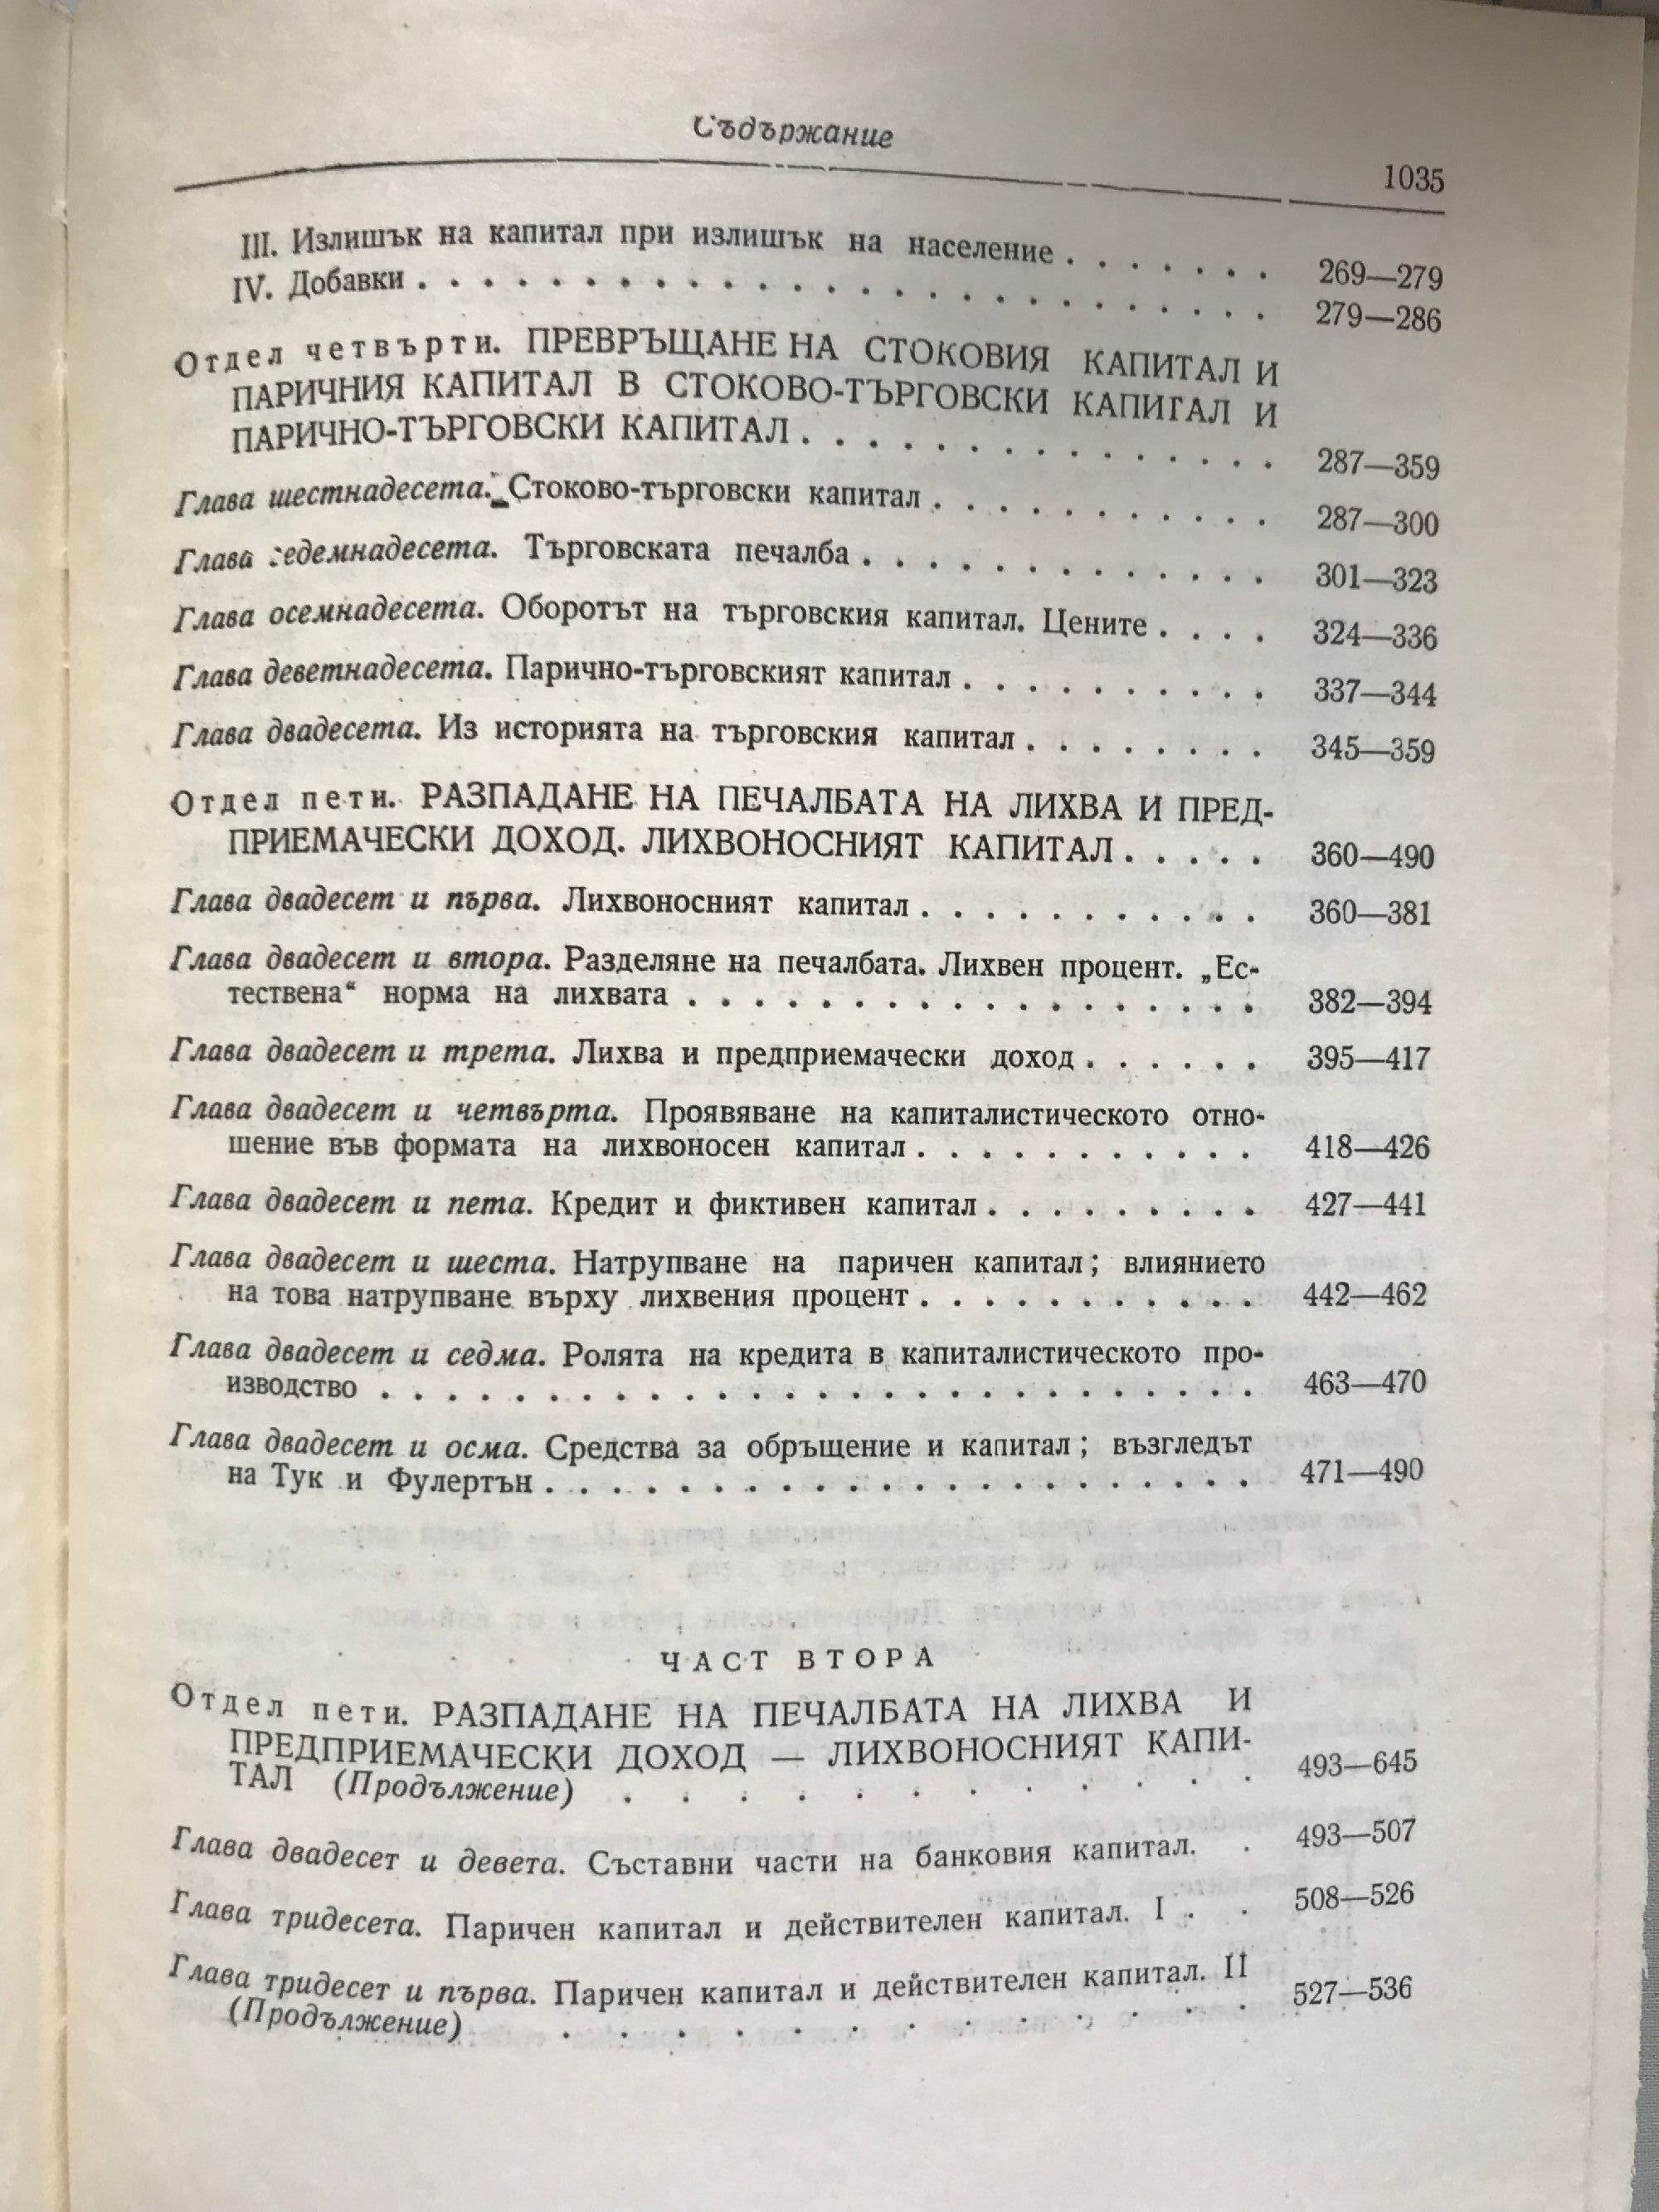 Съдържание
1035
III. Излишък на капитал при излишък на население . . . . . . . 269—279
IV. Добавки . . . . . . . . . . . . . . . . . . . . . . . . . . 279—286
Отдел четвърти. ПРЕВРЪЩАНЕ НА СТОКОВИЯ КАПИТАЛ И
ПАРИЧНИЯ КАПИТАЛ В СТОКОВО-ТЪРГОВСКИ КАПИТАЛ И
ПАРИЧНО-ТЪРГОВСКИ КАПИТАЛ . . . . . . . . . . . . . . . 287—359
Глава шестнадесета. Стоково-търговски капитал . . . . . . . . . . . 287—300
Глава седемнадесета. Търговската печалба . . . . . . . . . . . . . 301—323
Глава осемнадесета. Оборотът на търговския капитал. Цените . . . . 324—336
Глава деветнадесета. Парично-търговският капитал . . . . . . . . . . 337—344
Глава двадесета. Из историята на търговския капитал . . . . . . . . 345—359
Отдел пети. РАЗПАДАНЕ НА ПЕЧАЛБАТА НА ЛИХВА И ПРЕД-
ПРИЕМАЧЕСКИ ДОХОД. ЛИХВОНОСНИЯТ КАПИТАЛ . . . . . 360—490
Глава двадесет и първа. Лихвоносният капитал . . . . . . . . . . . 360—381
Глава двадесет и втора. Разделяне на печалбата. Лихвен процент. „Ес-
тествена“ норма на лихвата . . . . . . . . . . . . . . . . . . 382—394
Глава двадесет и трета. Лихва и предприемачески доход . . . . . . 395—417
Глава двадесет и четвърта. Проявяване на капиталистическото отно-
шение във формата на лихвоносен капитал . . . . . . . . . . . 418—426
Глава двадесет и пета. Кредит и фиктивен капитал . . . . . . . . . 427—441
Глава двадесет и шеста. Натрупване на паричен капитал; влиянието
на това натрупване върху лихвения процент . . . . . . . . . . . 442—462
Глава двадесет и седма. Ролята на кредита в капиталистическото про-
изводство . . . . . . . . . . . . . . . . . . . . . . . . . . . 463—470
Глава двадесет и осма. Средства за обръщение и капитал; възгледът
на Тук и Фулертън . . . . . . . . . . . . . . . . . . . . . . 471—490
ЧАСТ ВТОРА
Отдел пети. РАЗПАДАНЕ НА ПЕЧАЛБАТА НА ЛИХВА И
ПРЕДПРИЕМАЧЕСКИ ДОХОД — ЛИХВОНОСНИЯТ КАПИ-
ТАЛ (Продължение) . . . . . . . . . . . . 493—645
Глава двадесет и девета. Съставни части на банковия капитал. . 493—507
Глава тридесета. Паричен капитал и действителен капитал. I . . 508—526
Глава тридесет и първа. Паричен капитал и действителен капитал. II
(Продължение) . . . . . . . . . . . . . 527—536